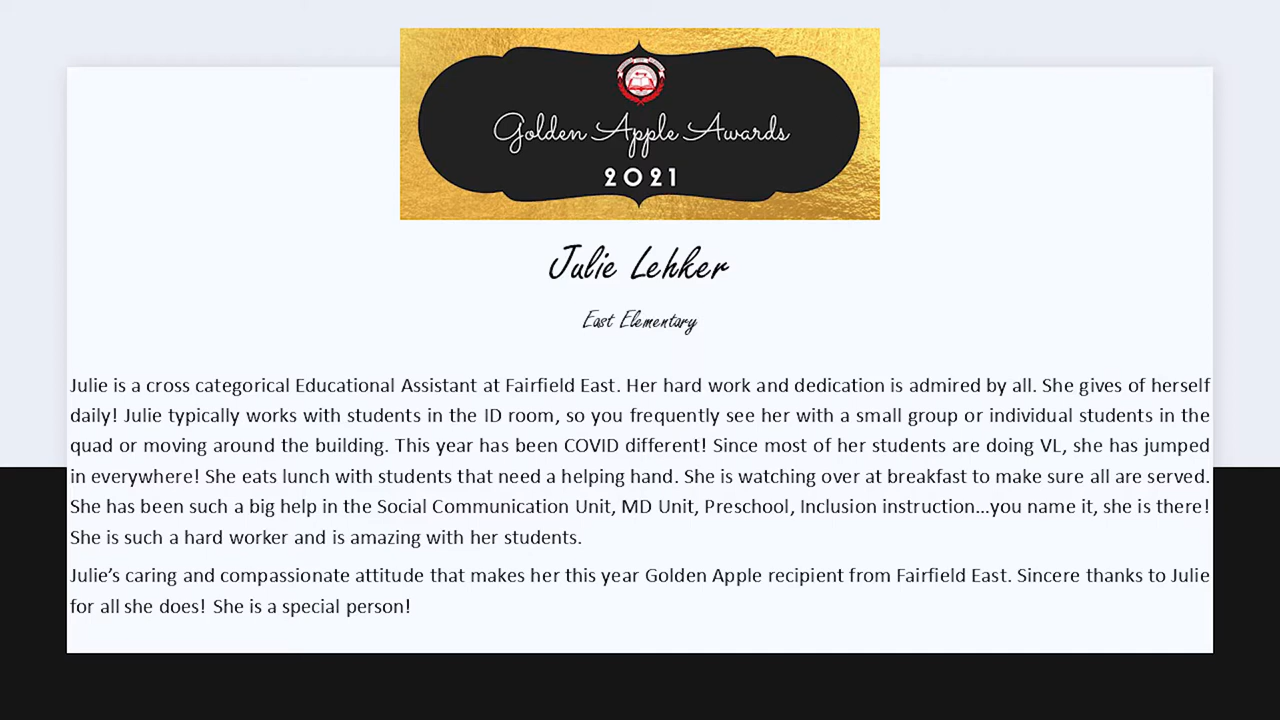 Golden Apple Awards
2021
Julie Lehker
East Elementary
Julie is a cross categorical Educational Assistant at Fairfield East. Her hard work and dedication is admired by all. She gives of herself
daily! Julie typically works with students in the ID room, so you frequently see her with a small group or individual students in the
quad or moving around the building. This year has been COVID different! Since most of her students are doing VL, she has jumped
in everywhere! She eats lunch with students that need a helping hand. She is watching over at breakfast to make sure all are served.
She has been such a big help in the Social Communication Unit, MD Unit, Preschool, Inclusion instruction…you name it, she is there!
She is such a hard worker and is amazing with her students.
Julie’s caring and compassionate attitude that makes her this year Golden Apple recipient from Fairfield East. Sincere thanks to Julie
for all she does! She is a special person!